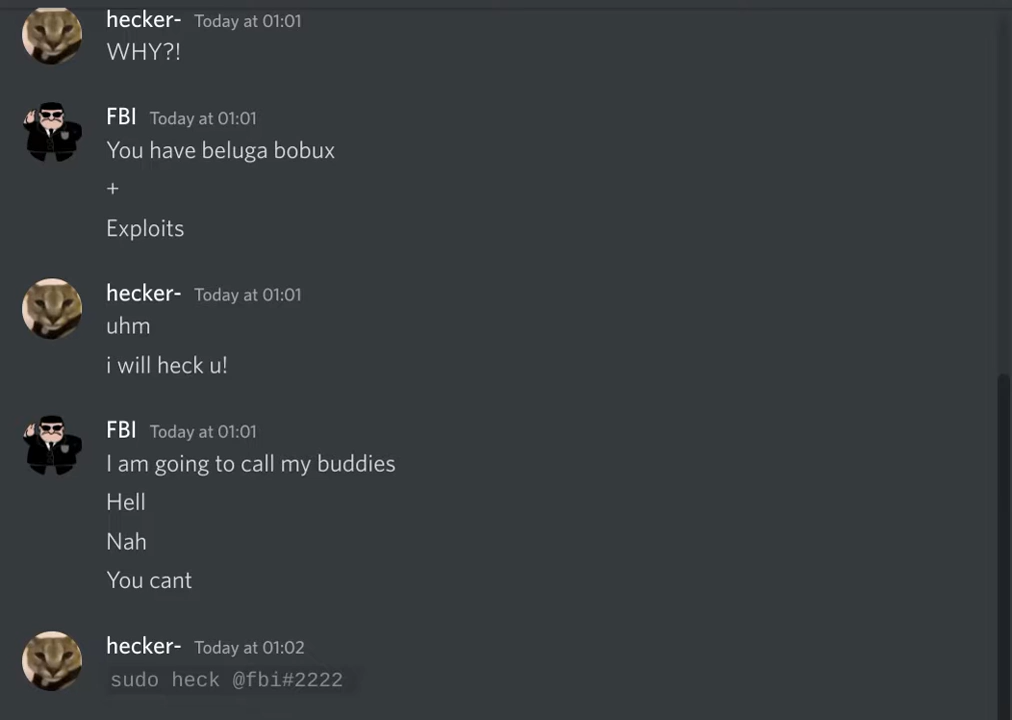 hecker- Today at 01:01
WHY?!
FBI Today at 01:01
You have beluga bobux
+
Exploits
hecker- Today at 01:01
uhm
i will heck u!
FBI Today at 01:01
I am going to call my buddies
Hell
Nah
You cant
hecker- Today at 01:02
sudo heck @fbi#2222